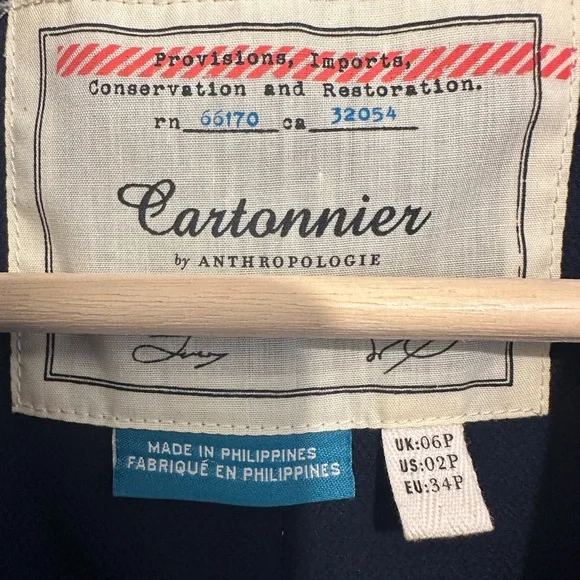 Provisions, Imports,
Conservation and Restoration.
rn 66170 ca 32054
Cartonnier
by ANTHROPOLOGIE
MADE IN PHILIPPINES
FABRIQUÉ EN PHILIPPINES
UK:06P
US:02P
EU:34P